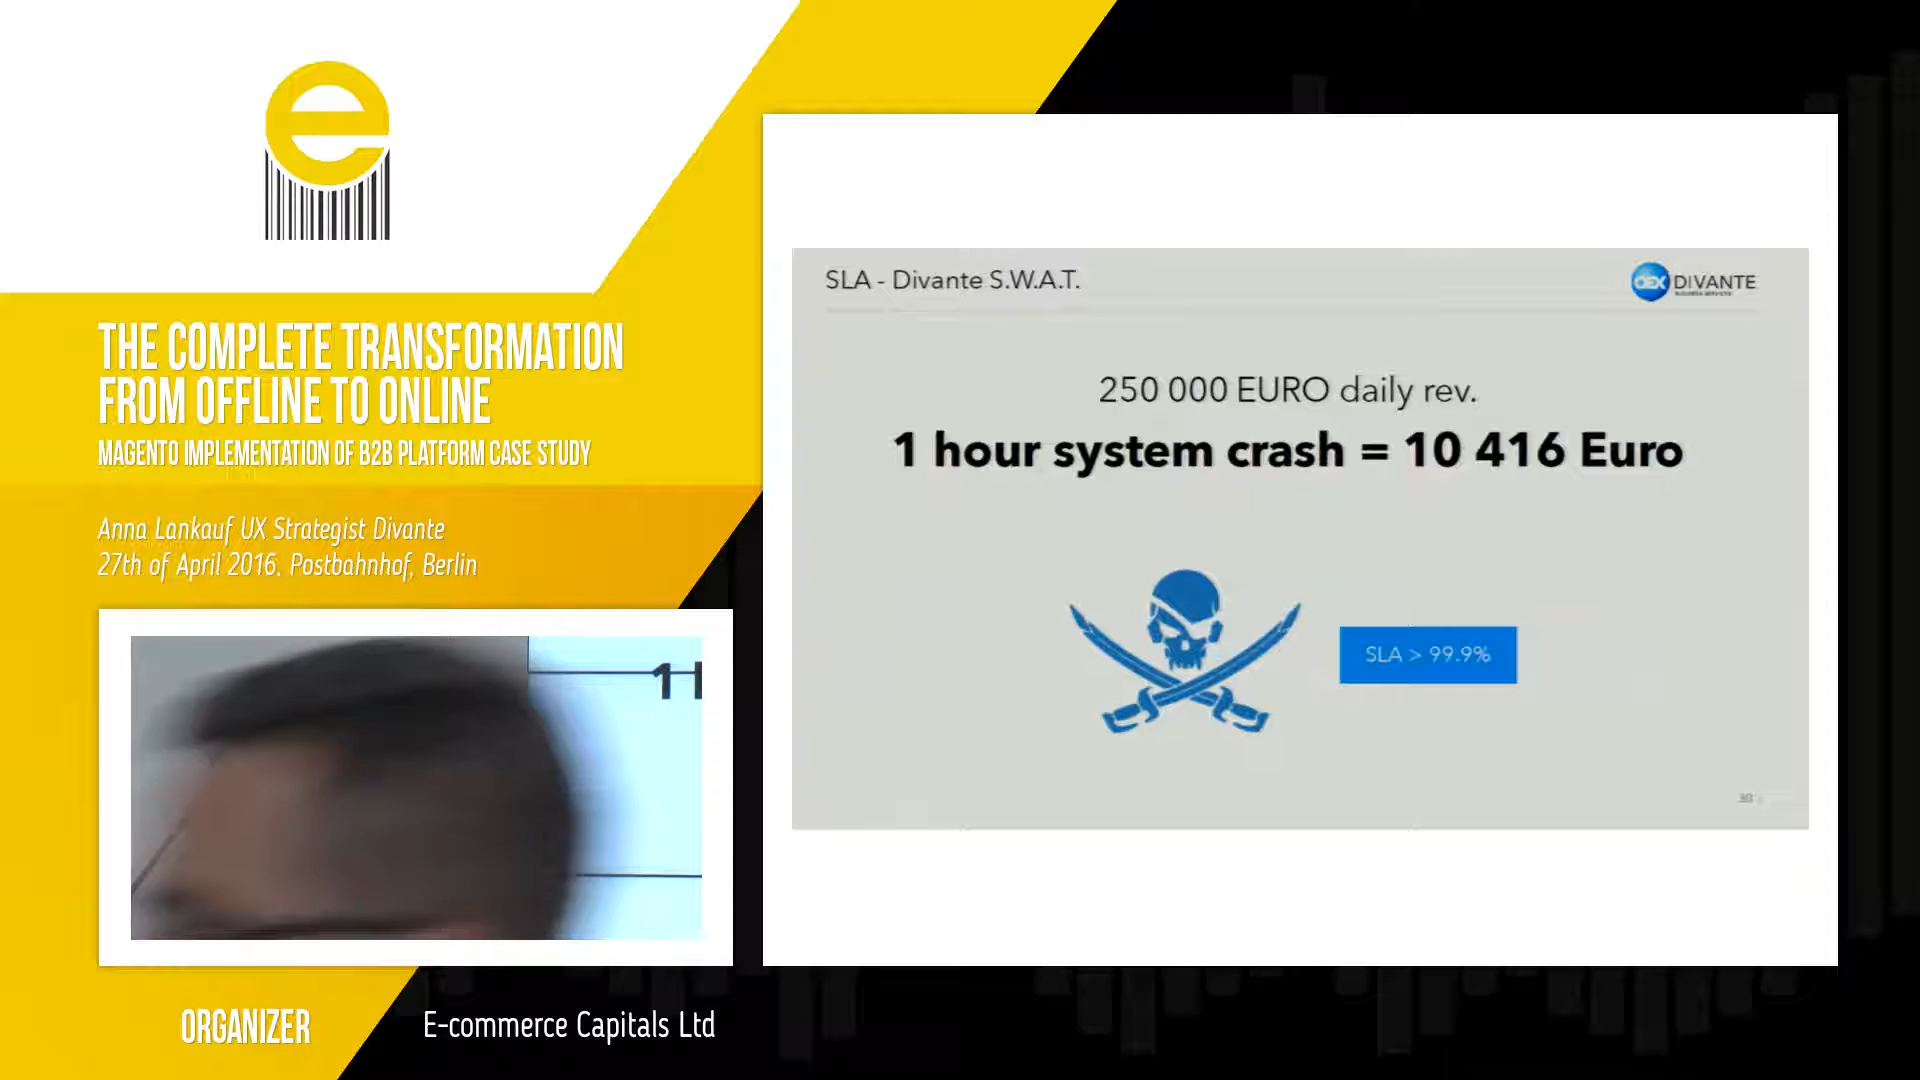 THE COMPLETE TRANSFORMATION
FROM OFFLINE TO ONLINE
MAGENTO IMPLEMENTATION OF B2B PLATFORM CASE STUDY
Anna Lankauf UX Strategist Divante
27th of April 2016, Postbahnhof, Berlin
ORGANIZER
E-commerce Capitals Ltd
SLA - Divante S.W.A.T.
OEX DIVANTE
250 000 EURO daily rev.
1 hour system crash = 10 416 Euro
SLA > 99.9%